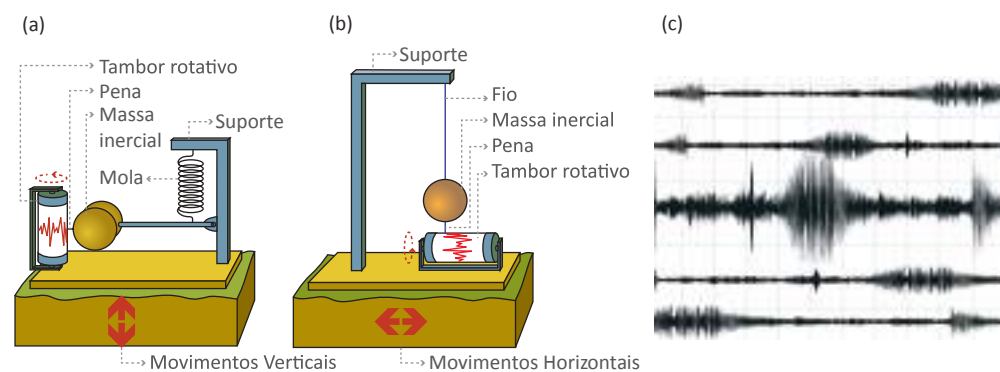 (a)
Tambor rotativo
Pena
Massa
inercial
Suporte
Mola
Movimentos Verticais
(b)
Suporte
Fio
Massa inercial
Pena
Tambor rotativo
Movimentos Horizontais
(c)